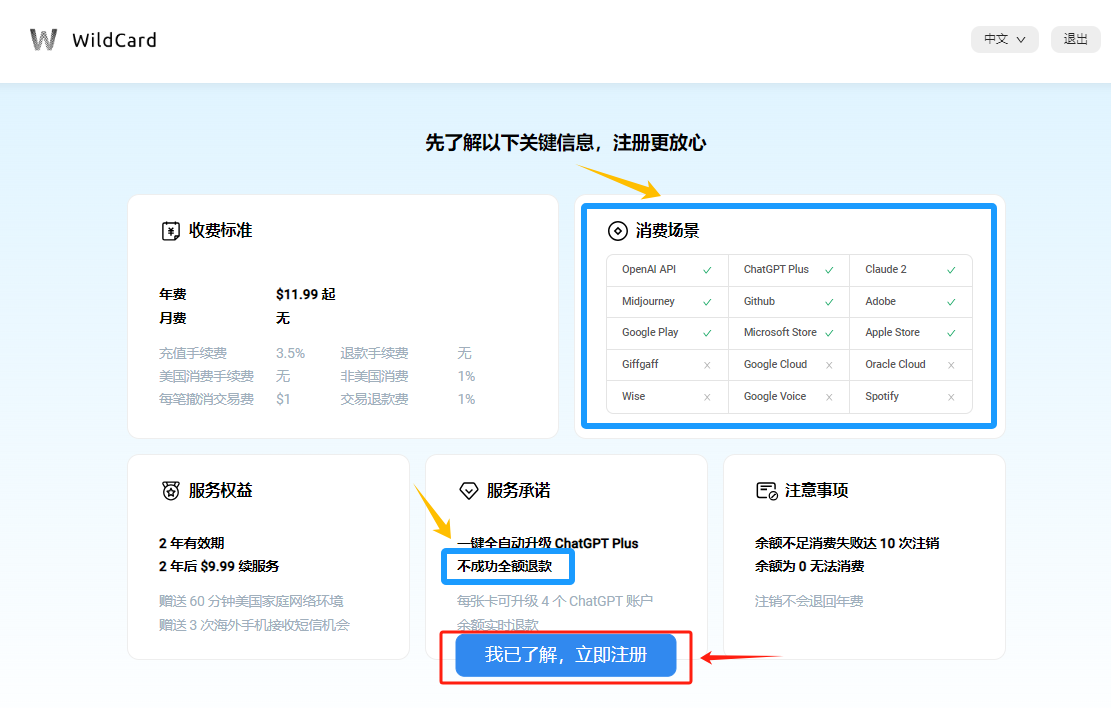 WildCard
中文
退出
先了解以下关键信息，注册更放心
收费标准
年费 $11.99 起
月费 无
充值手续费 3.5% 退款手续费 无
美国消费手续费 无 非美国消费 1%
每笔撤消交易费 $1 交易退款费 1%
消费场景
OpenAI API ChatGPT Plus Claude 2
Midjourney Github Adobe
Google Play Microsoft Store Apple Store
Giffgaff Google Cloud Oracle Cloud
Wise Google Voice Spotify
服务权益
2 年有效期
2 年后 $9.99 续服务
赠送 60 分钟美国家庭网络环境
赠送 3 次海外手机接收短信机会
服务承诺
一键全自动升级 ChatGPT Plus
不成功全额退款
每张卡可升级 4 个 ChatGPT 账户
余额实时退款
我已了解，立即注册
注意事项
余额不足消费失败达 10 次注销
余额为 0 无法消费
注销不会退回年费